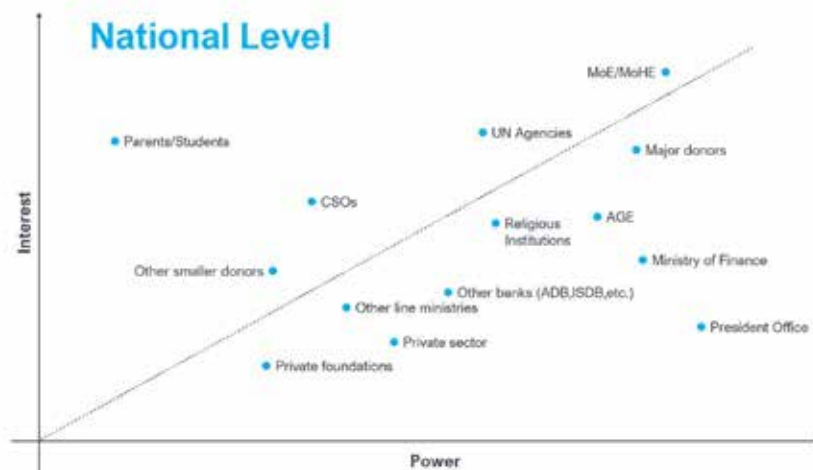 National Level
MoE/MoHE
UN Agencies
Parents/Students
Major donors
CSOs
AGE
Religious
Institutions
Interest
Ministry of Finance
Other smaller donors
Other banks (ADB,ISDB,etc.)
Other line ministries
President Office
Private sector
Private foundations
Power